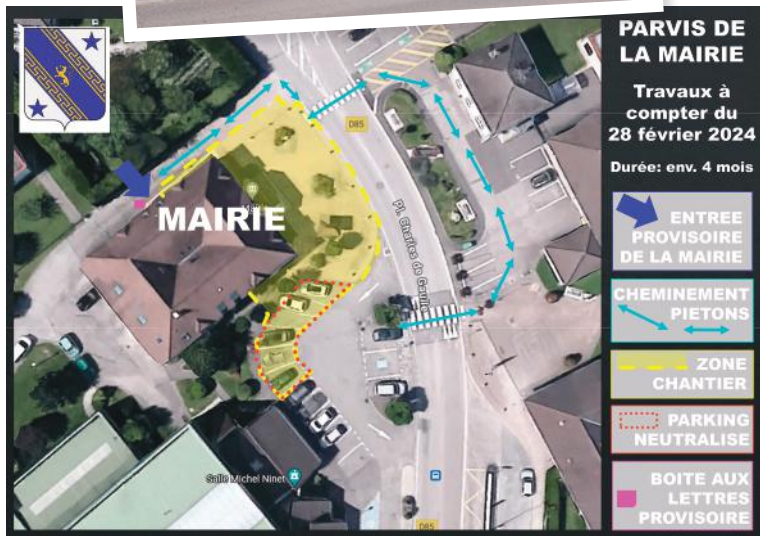 PARVIS DE
LA MAIRIE
Travaux à
compter du
28 février 2024
Durée: env. 4 mois
ENTREE
PROVISOIRE
DE LA MAIRIE
CHEMINEMENT
PIETONS
ZONE
CHANTIER
PARKING
NEUTRALISE
BOITE AUX
LETTRES
PROVISOIRE
D85
MAIRIE
Pl. Charles de Gaulle
Salle Michel Ninet
D85